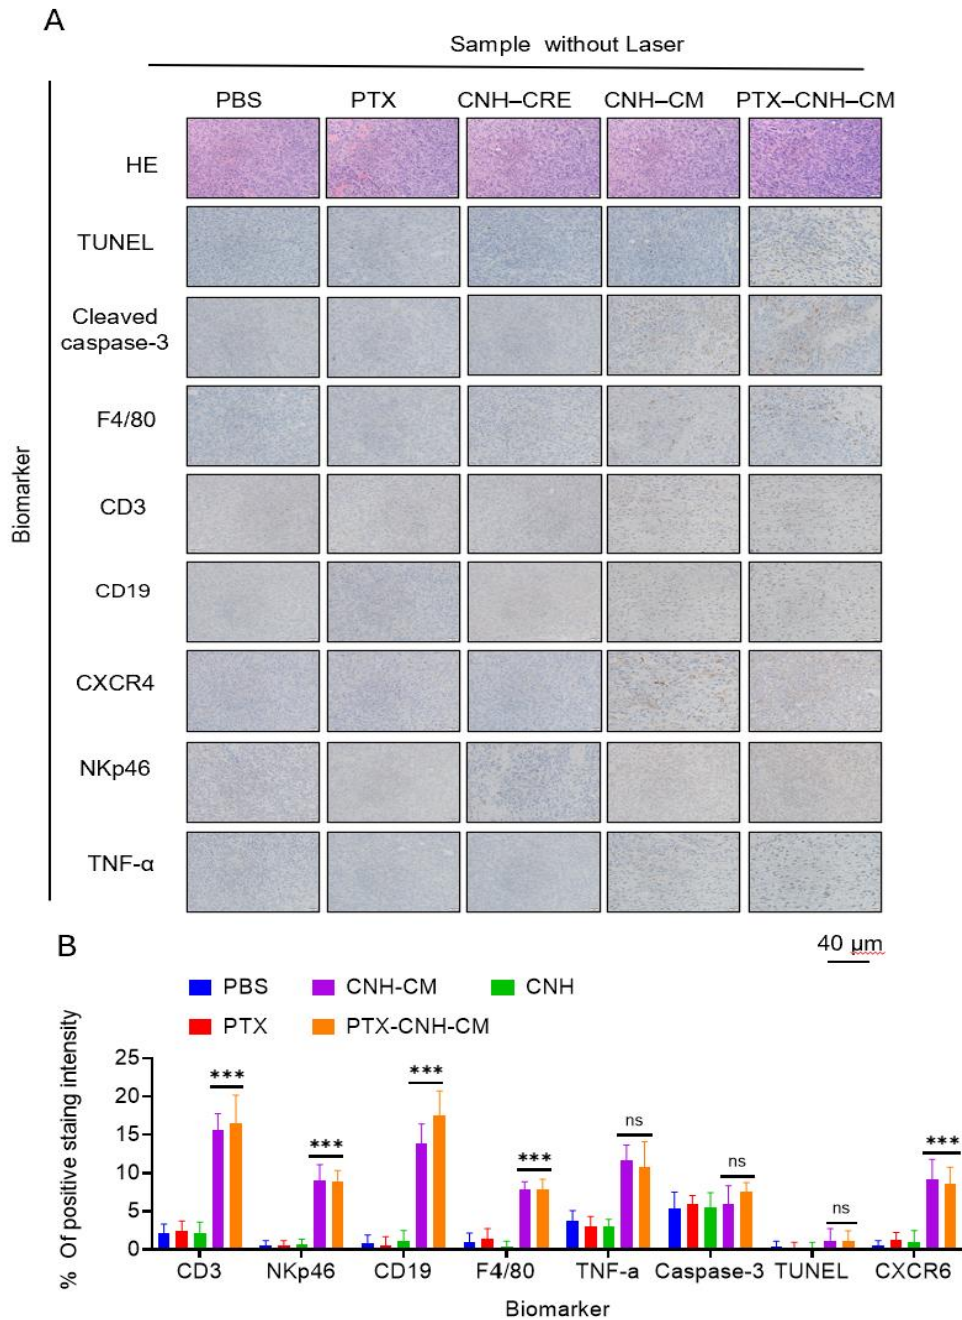 A
Sample without Laser
PBS PTX CNH–CRE CNH–CM PTX–CNH–CM
HE
TUNEL
Cleaved
caspase-3
F4/80
CD3
CD19
CXCR4
NKp46
TNF-α
Biomarker
B
40 µm
PBS CNH-CM CNH
PTX PTX-CNH-CM
% Of positive staing intensity
25
20
15
10
5
0
*** *** *** *** ns ns ns ***
CD3 NKp46 CD19 F4/80 TNF-a Caspase-3 TUNEL CXCR6
Biomarker